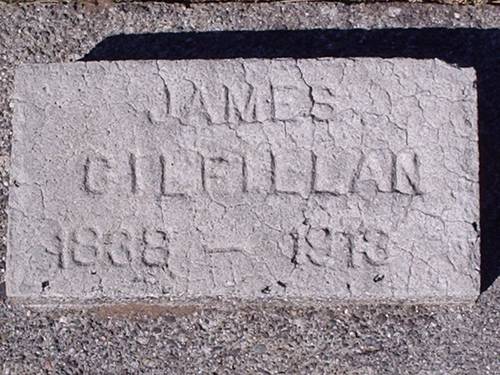 JAMES
GILFILLAN
1838 — 1913